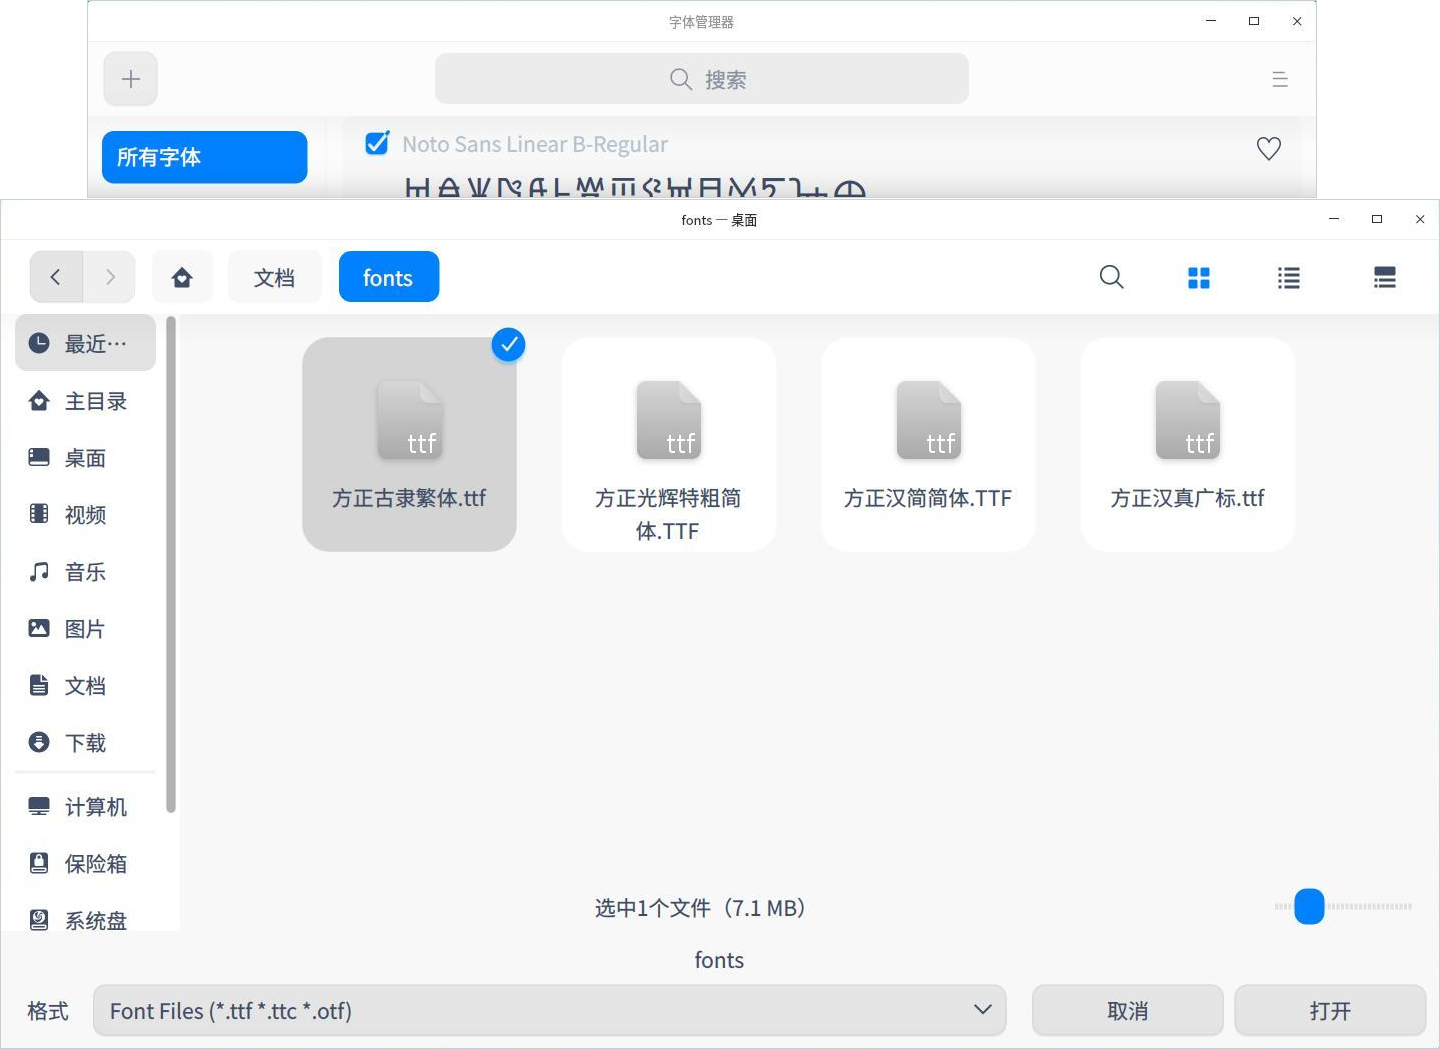 字体管理器
搜索
所有字体
Noto Sans Linear B-Regular
fonts — 桌面
文档
fonts
最近…
主目录
桌面
视频
音乐
图片
文档
下载
计算机
保险箱
系统盘
ttf
方正古隶繁体.ttf
ttf
方正光辉特粗简
体.TTF
ttf
方正汉简简体.TTF
ttf
方正汉真广标.ttf
选中1个文件（7.1 MB）
fonts
格式
Font Files (*.ttf *.ttc *.otf)
取消
打开